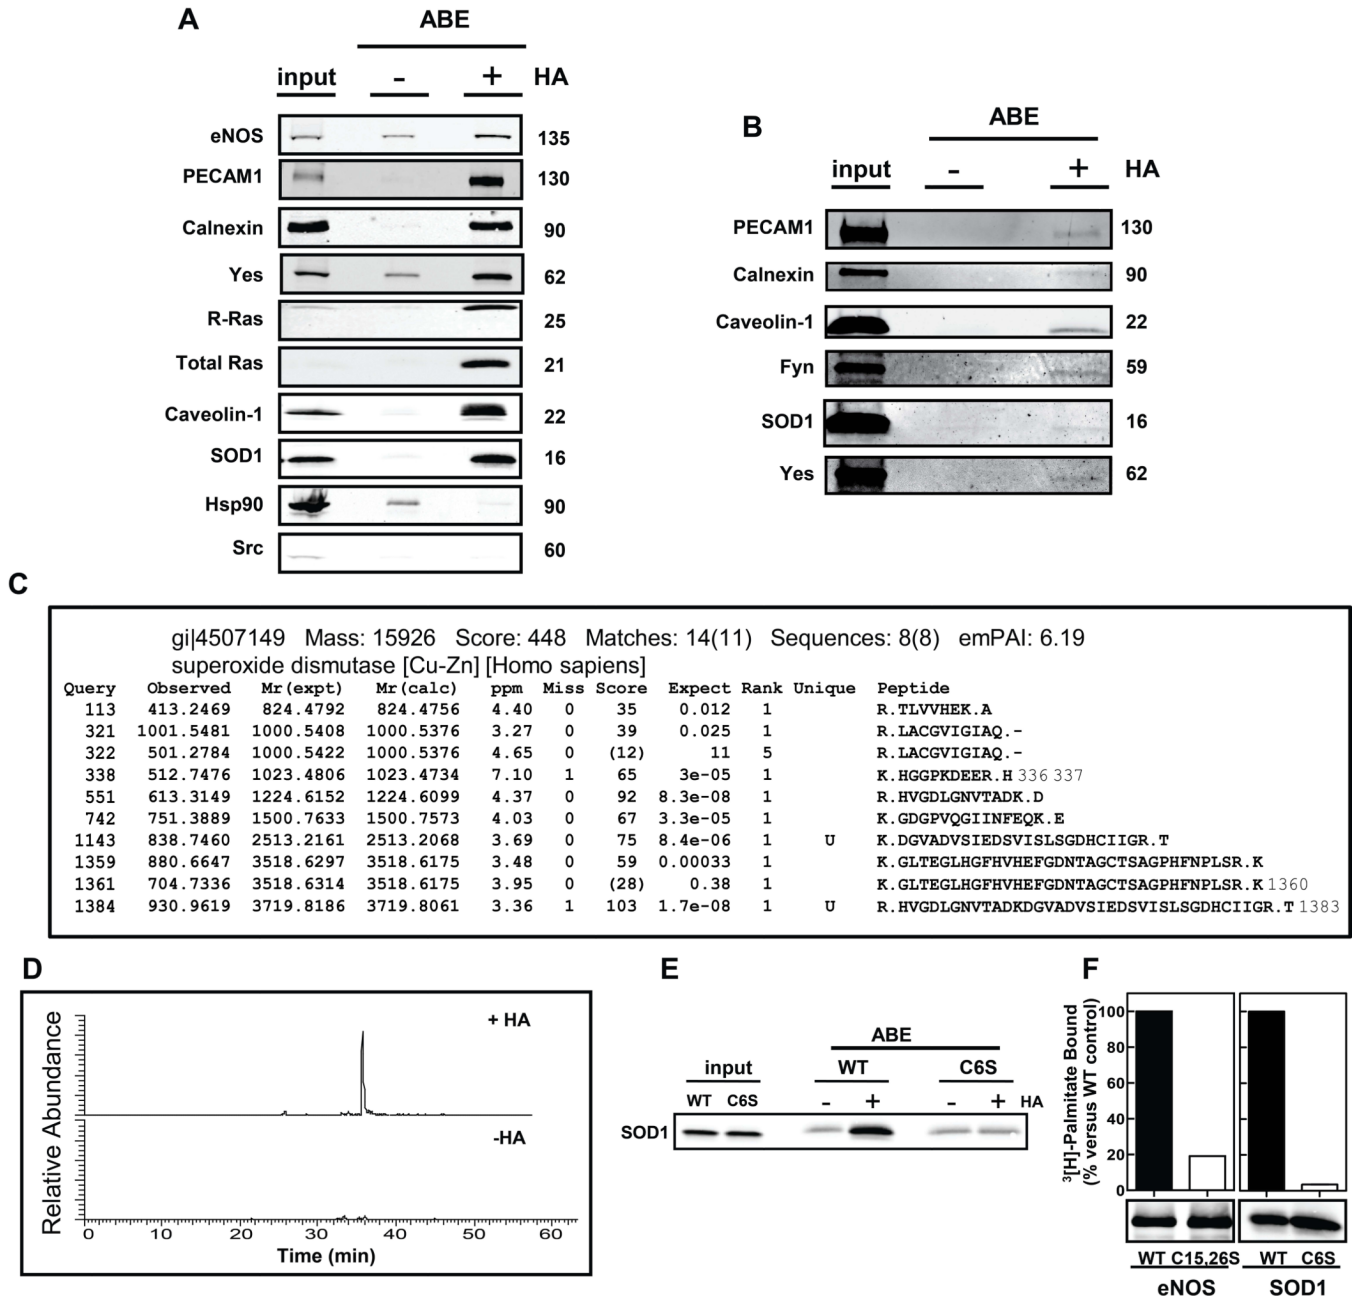 A
ABE
input - + HA
eNOS 135
PECAM1 130
Calnexin 90
Yes 62
R-Ras 25
Total Ras 21
Caveolin-1 22
SOD1 16
Hsp90 90
Src 60
B
ABE
input - + HA
PECAM1 130
Calnexin 90
Caveolin-1 22
Fyn 59
SOD1 16
Yes 62
C
gi|4507149 Mass: 15926 Score: 448 Matches: 14(11) Sequences: 8(8) emPAI: 6.19
superoxide dismutase [Cu-Zn] [Homo sapiens]
Query Observed Mr(expt) Mr(calc) ppm Miss Score Expect Rank Unique Peptide
113 413.2469 824.4792 824.4756 4.40 0 35 0.012 1 R.TLVVHEK.A
321 1001.5481 1000.5408 1000.5376 3.27 0 39 0.025 1 R.LACGVIGIAQ.-
322 501.2784 1000.5422 1000.5376 4.65 0 (12) 11 5 R.LACGVIGIAQ.-
338 512.7476 1023.4806 1023.4734 7.10 1 65 3e-05 1 K.HGGPKDEER.H 336 337
551 613.3149 1224.6152 1224.6099 4.37 0 92 8.3e-08 1 R.HVGDLGNVTADK.D
742 751.3889 1500.7633 1500.7573 4.03 0 67 3.3e-05 1 K.GDGPVQGIINFEQK.E
1143 838.7460 2513.2161 2513.2068 3.69 0 75 8.4e-06 1 U K.DGVADVSIEDSVISLSGDHCIIGR.T
1359 880.6647 3518.6297 3518.6175 3.48 0 59 0.00033 1 K.GLTEGLHGFHVHEFGDNTAGCTSAGPHFNPLSR.K
1361 704.7336 3518.6314 3518.6175 3.95 0 (28) 0.38 1 K.GLTEGLHGFHVHEFGDNTAGCTSAGPHFNPLSR.K 1360
1384 930.9619 3719.8186 3719.8061 3.36 1 103 1.7e-08 1 U R.HVGDLGNVTADKDGVADVSIEDSVISLSGDHCIIGR.T 1383
D
Relative Abundance
+ HA
-HA
0 10 20 30 40 50 60
Time (min)
E
ABE
input WT C6S
WT C6S - + - + HA
SOD1
F
³[H]-Palmitate Bound
(% versus WT control)
100
80
60
40
20
0
WT C15,26S WT C6S
eNOS SOD1